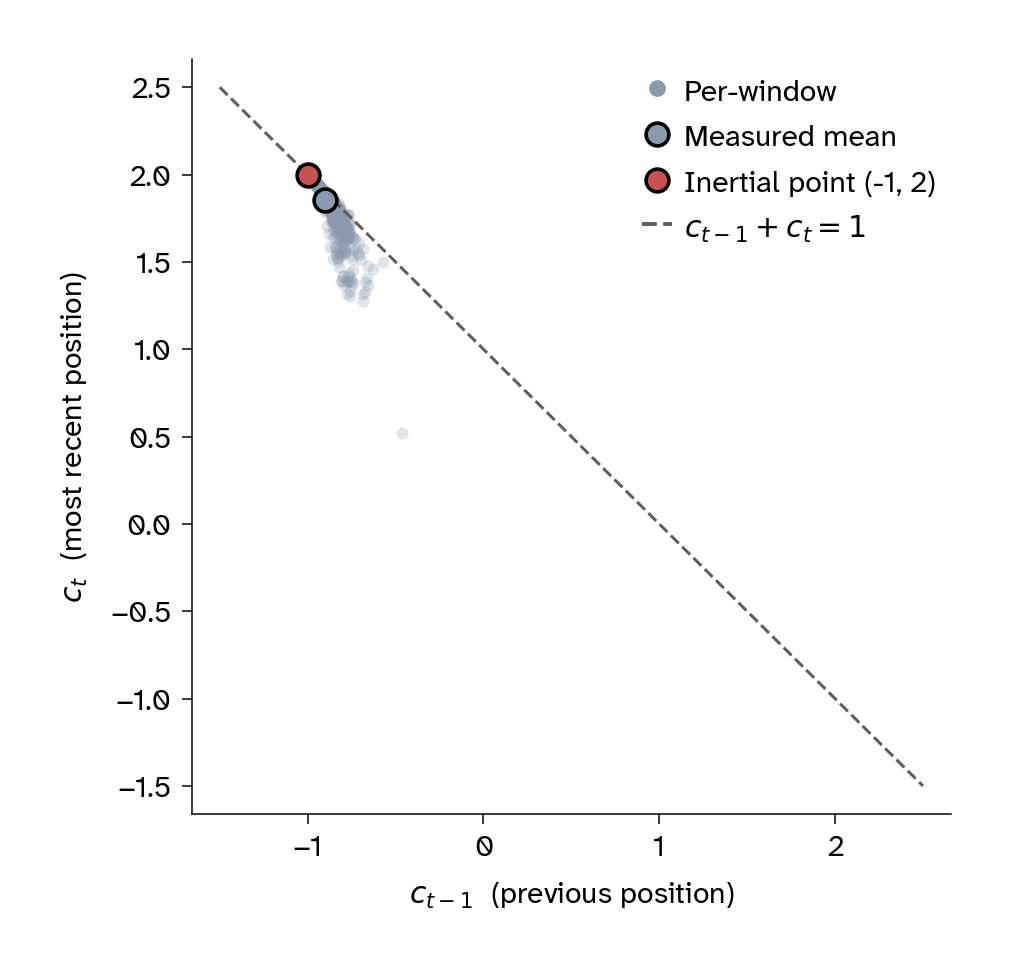 Per-window
Measured mean
Inertial point (-1, 2)
c_{t−1} + c_t = 1
2.5
2.0
1.5
1.0
0.5
0.0
−0.5
−1.0
−1.5
c_t (most recent position)
−1
0
1
2
c_{t−1} (previous position)